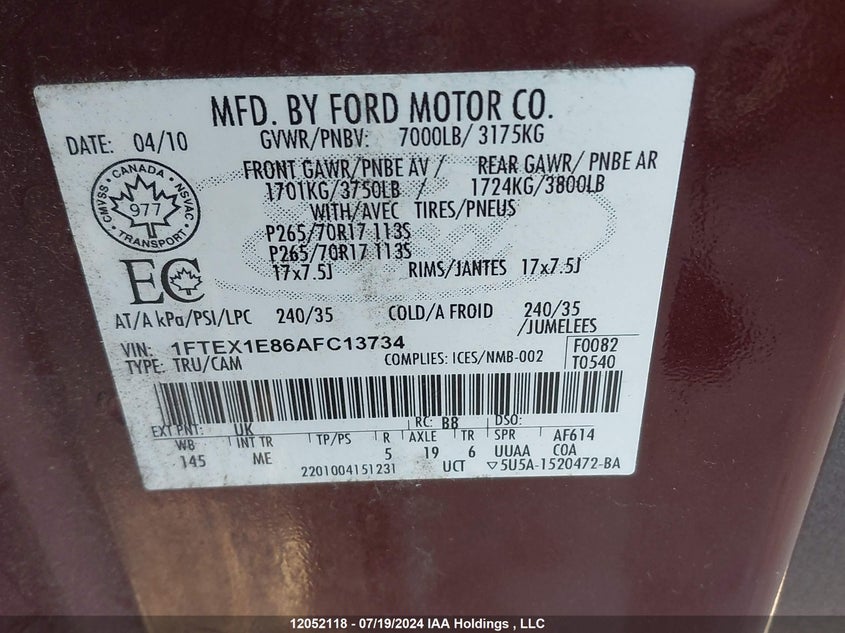 MFD. BY FORD MOTOR CO.
DATE: 04/10 GVWR/PNBV: 7000LB/ 3175KG
FRONT GAWR/PNBE AV / REAR GAWR/ PNBE AR
1701KG/3750LB / 1724KG/3800LB
WITH/AVEC TIRES/PNEUS
CMVSS · CANADA · NSVAC
977
TRANSPORT
P265/70R17 113S
P265/70R17 113S
17x7.5J RIMS/JANTES 17x7.5J
EC
AT/A kPa/PSI/LPC 240/35 COLD/A FROID 240/35
/JUMELEES
VIN: 1FTEX1E86AFC13734 F0082
TYPE: TRU/CAM COMPLIES: ICES/NMB-002 T0540
EXT PNT: UK RC: BB DSO:
WB INT TR TP/PS R AXLE TR SPR AF614
145 ME 5 19 6 UUAA COA
2201004151231 UCT ▽5U5A-1520472-BA
12052118 - 07/19/2024 IAA Holdings , LLC